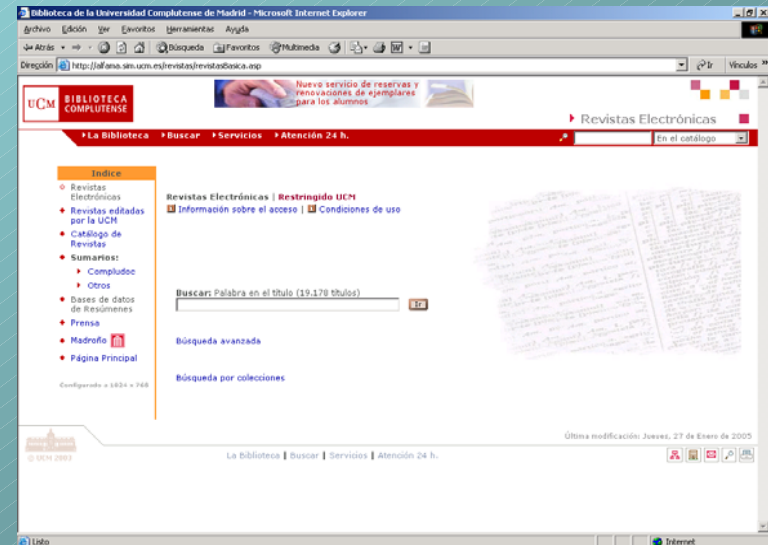 Biblioteca de la Universidad Complutense de Madrid - Microsoft Internet Explorer
Archivo Edición Ver Favoritos Herramientas Ayuda
Atrás Búsqueda Favoritos Multimedia
Dirección http://alfama.sim.ucm.es/revistas/revistasBasica.asp Ir Vínculos »
UCM BIBLIOTECA COMPLUTENSE
Nuevo servicio de reservas y
renovaciones de ejemplares
para los alumnos
Revistas Electrónicas
La Biblioteca Buscar Servicios Atención 24 h. En el catálogo
Indice
Revistas
Electrónicas
Revistas editadas
por la UCM
Catálogo de
Revistas
Sumarios:
Compludoc
Otros
Bases de datos
de Resúmenes
Prensa
Madroño
Página Principal
Configurado a 1024 x 768
Revistas Electrónicas | Restringido UCM
Información sobre el acceso | Condiciones de uso
Buscar: Palabra en el título (19.178 títulos)
Ir
Búsqueda avanzada
Búsqueda por colecciones
Última modificación: Jueves, 27 de Enero de 2005
© UCM 2003
La Biblioteca | Buscar | Servicios | Atención 24 h.
Listo Internet